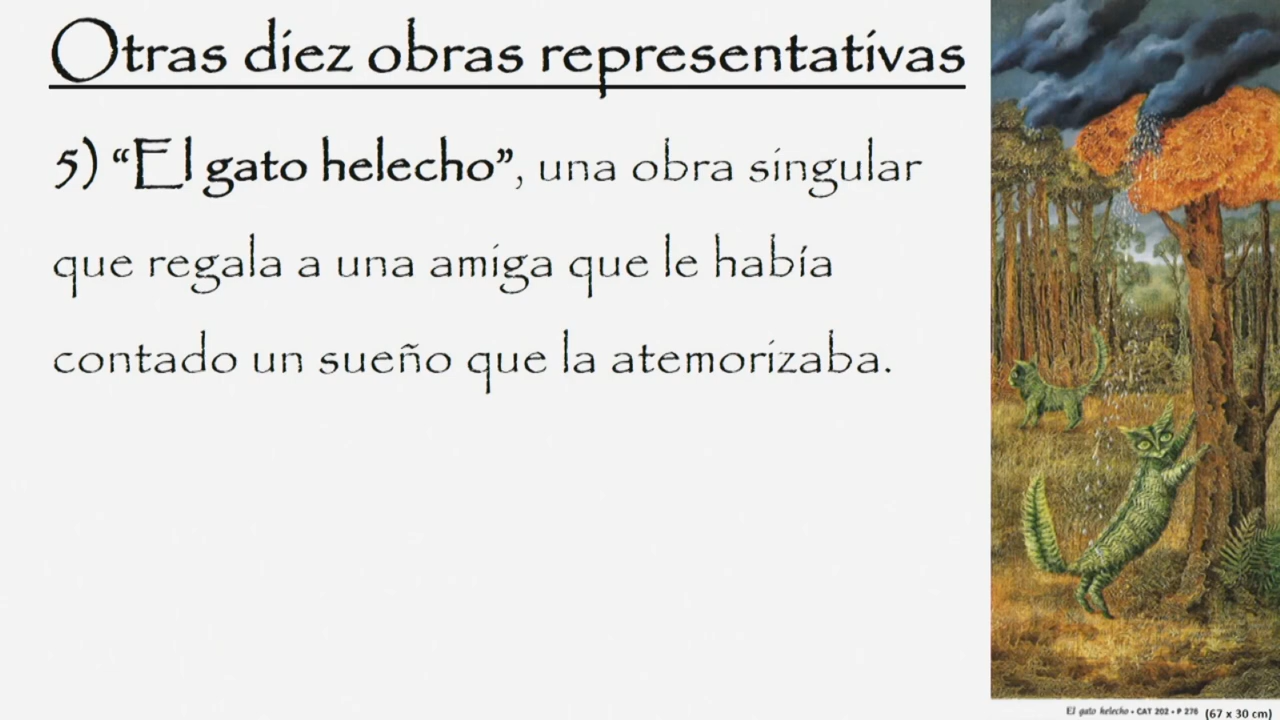 Otras diez obras representativas
5) “El gato helecho”, una obra singular
que regala a una amiga que le había
contado un sueño que la atemorizaba.
El gato helecho • CAT 202 • P 276 (67 x 30 cm)